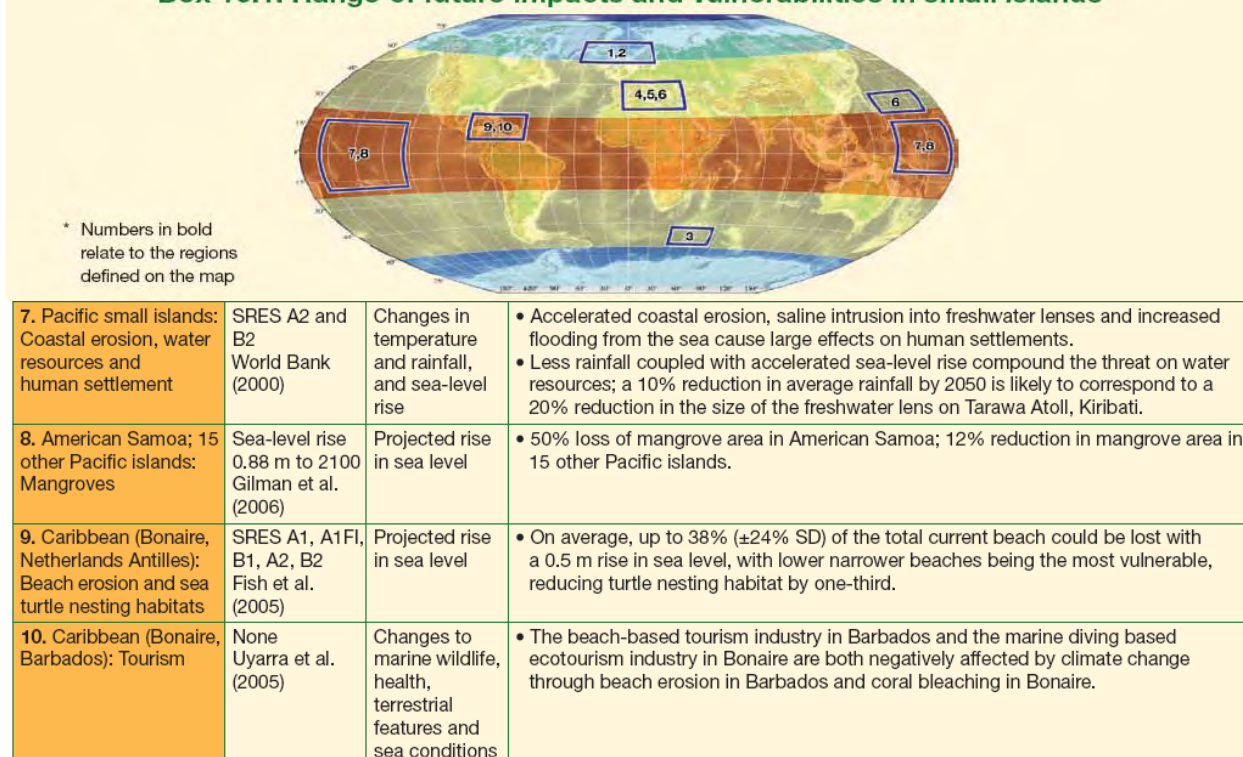 Box 16.1. Range of future impacts and vulnerabilities in small islands
1,2
4,5,6
6
9,10
7,8
7,8
3
* Numbers in bold
relate to the regions
defined on the map
7. Pacific small islands:
Coastal erosion, water
resources and
human settlement
SRES A2 and
B2
World Bank
(2000)
Changes in
temperature
and rainfall,
and sea-level
rise
• Accelerated coastal erosion, saline intrusion into freshwater lenses and increased
flooding from the sea cause large effects on human settlements.
• Less rainfall coupled with accelerated sea-level rise compound the threat on water
resources; a 10% reduction in average rainfall by 2050 is likely to correspond to a
20% reduction in the size of the freshwater lens on Tarawa Atoll, Kiribati.
8. American Samoa; 15
other Pacific islands:
Mangroves
Sea-level rise
0.88 m to 2100
Gilman et al.
(2006)
Projected rise
in sea level
• 50% loss of mangrove area in American Samoa; 12% reduction in mangrove area in
15 other Pacific islands.
9. Caribbean (Bonaire,
Netherlands Antilles):
Beach erosion and sea
turtle nesting habitats
SRES A1, A1FI,
B1, A2, B2
Fish et al.
(2005)
Projected rise
in sea level
• On average, up to 38% (±24% SD) of the total current beach could be lost with
a 0.5 m rise in sea level, with lower narrower beaches being the most vulnerable,
reducing turtle nesting habitat by one-third.
10. Caribbean (Bonaire,
Barbados): Tourism
None
Uyarra et al.
(2005)
Changes to
marine wildlife,
health,
terrestrial
features and
sea conditions
• The beach-based tourism industry in Barbados and the marine diving based
ecotourism industry in Bonaire are both negatively affected by climate change
through beach erosion in Barbados and coral bleaching in Bonaire.